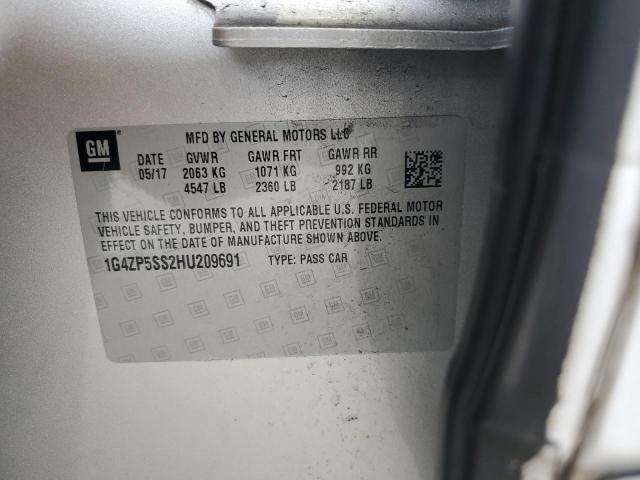 GM
MFD BY GENERAL MOTORS LLC
DATE GVWR GAWR FRT GAWR RR
05/17 2063 KG 1071 KG 992 KG
4547 LB 2360 LB 2187 LB
THIS VEHICLE CONFORMS TO ALL APPLICABLE U.S. FEDERAL MOTOR
VEHICLE SAFETY, BUMPER, AND THEFT PREVENTION STANDARDS IN
EFFECT ON THE DATE OF MANUFACTURE SHOWN ABOVE.
1G4ZP5SS2HU209691 TYPE: PASS CAR